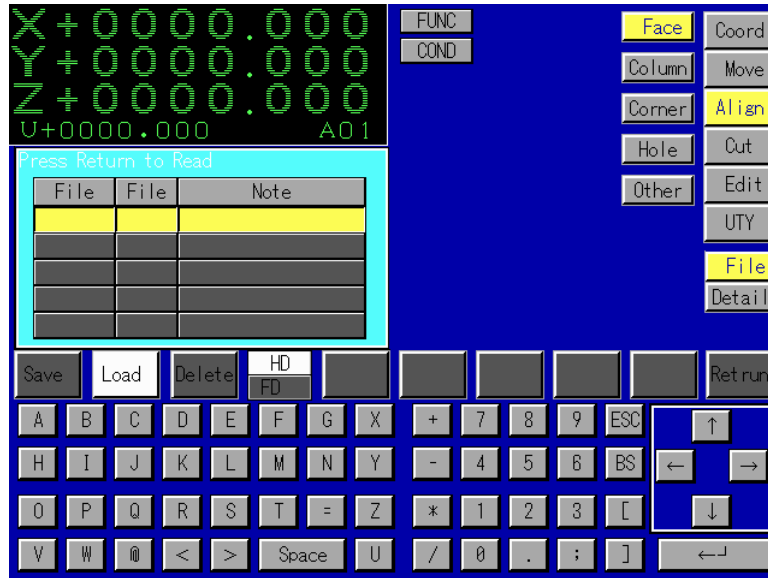 X+0000.000
Y+0000.000
Z+0000.000
U+0000.000 A01
FUNC
COND
Face
Column
Corner
Hole
Other
Coord
Move
Align
Cut
Edit
UTY
File
Detail
Press Return to Read
File File Note
Save Load Delete HD Retrun
FD
A B C D E F G X + 7 8 9 ESC ↑
H I J K L M N Y - 4 5 6 BS ← →
O P Q R S T = Z * 1 2 3 [ ↓
V W @ < > Space U / 0 . ; ] ←┘